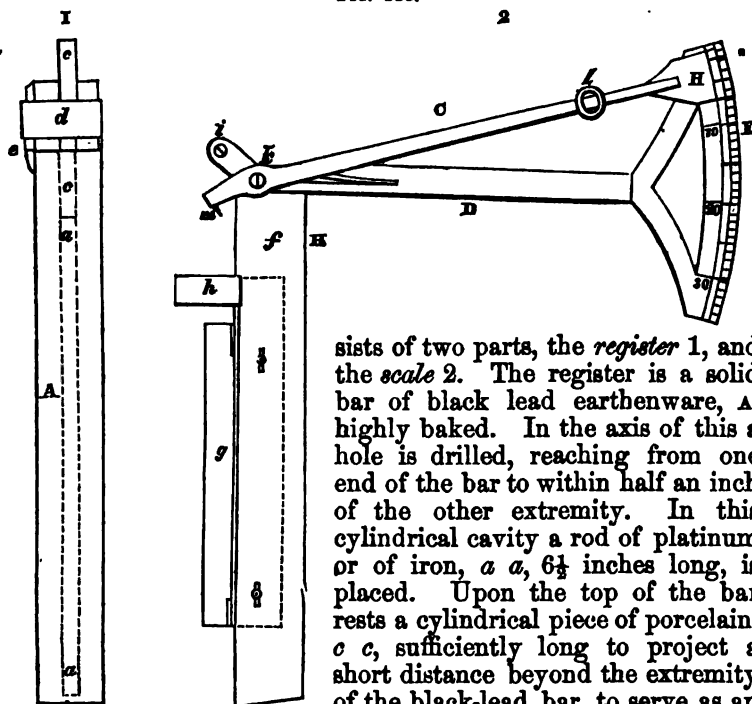 1
2
c
d
e
c
a
A
a
i
k
C
l
H
10
20
30
D
m
f
K
h
g
sists of two parts, the register 1, and
the scale 2. The register is a solid
bar of black lead earthenware, A
highly baked. In the axis of this a
hole is drilled, reaching from one
end of the bar to within half an inch
of the other extremity. In this
cylindrical cavity a rod of platinum
or of iron, a a, 6½ inches long, is
placed. Upon the top of the bar
rests a cylindrical piece of porcelain,
c c, sufficiently long to project a
short distance beyond the extremity
of the black-lead bar, to serve as an